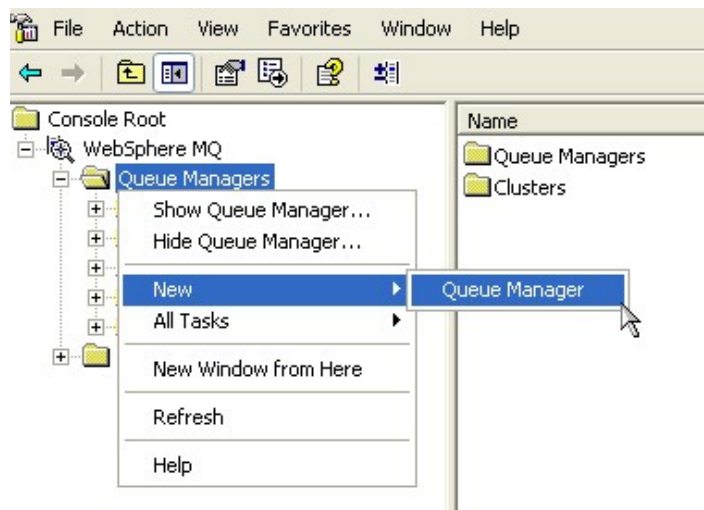 File Action View Favorites Window Help
Console Root
WebSphere MQ
Queue Managers
Show Queue Manager...
Hide Queue Manager...
New
All Tasks
New Window from Here
Refresh
Help
Queue Manager
Name
Queue Managers
Clusters